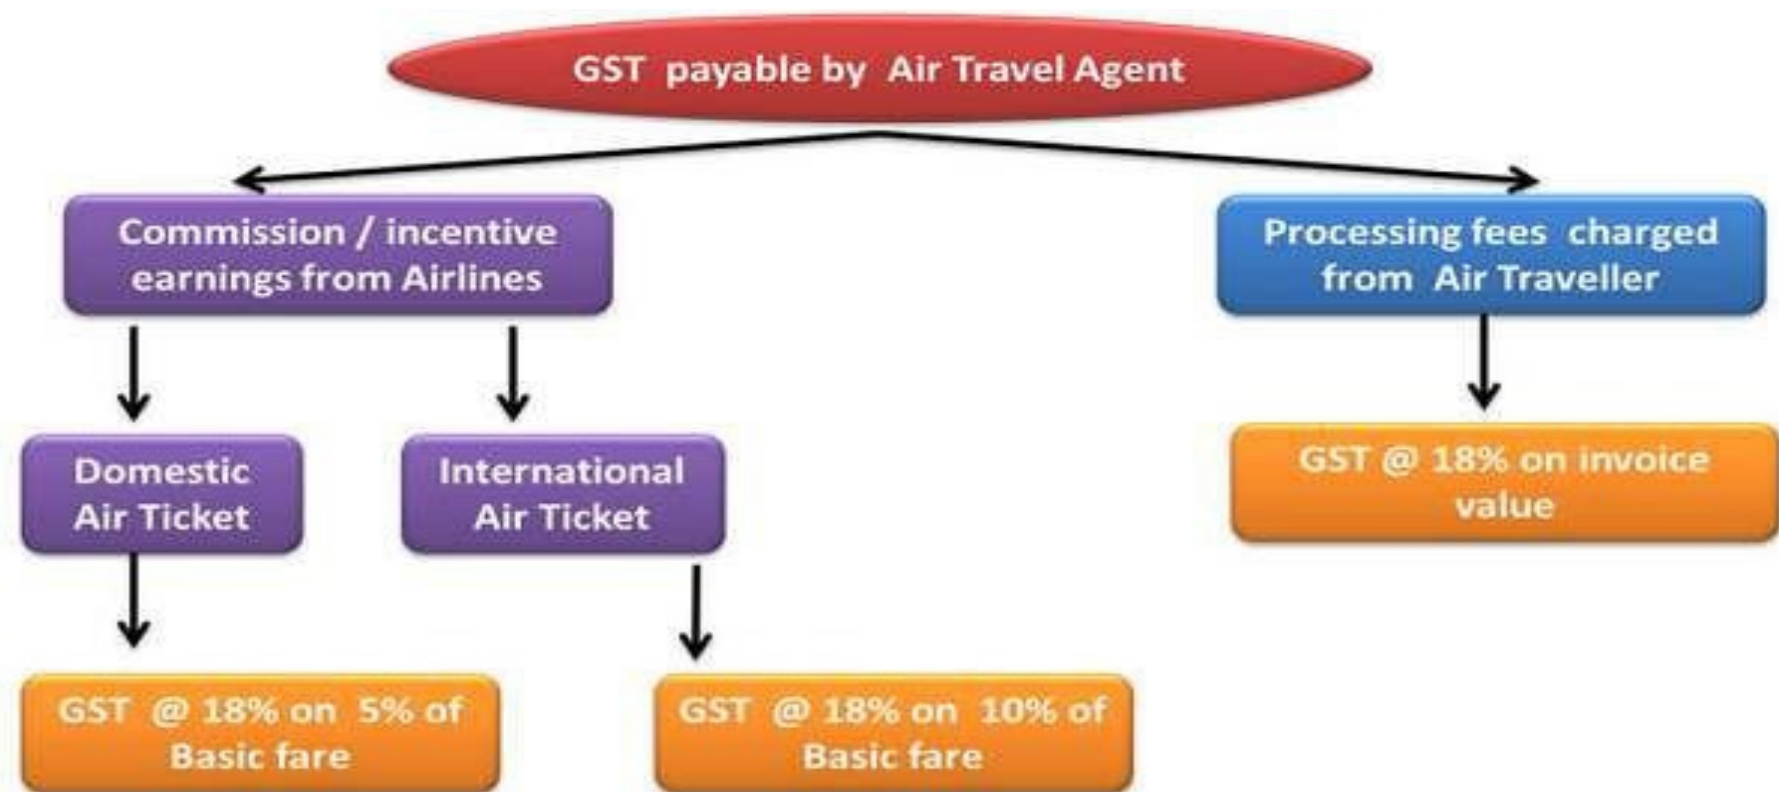 GST payable by Air Travel Agent
Commission / incentive
earnings from Airlines
Processing fees charged
from Air Traveller
Domestic
Air Ticket
International
Air Ticket
GST @ 18% on invoice
value
GST @ 18% on 5% of
Basic fare
GST @ 18% on 10% of
Basic fare